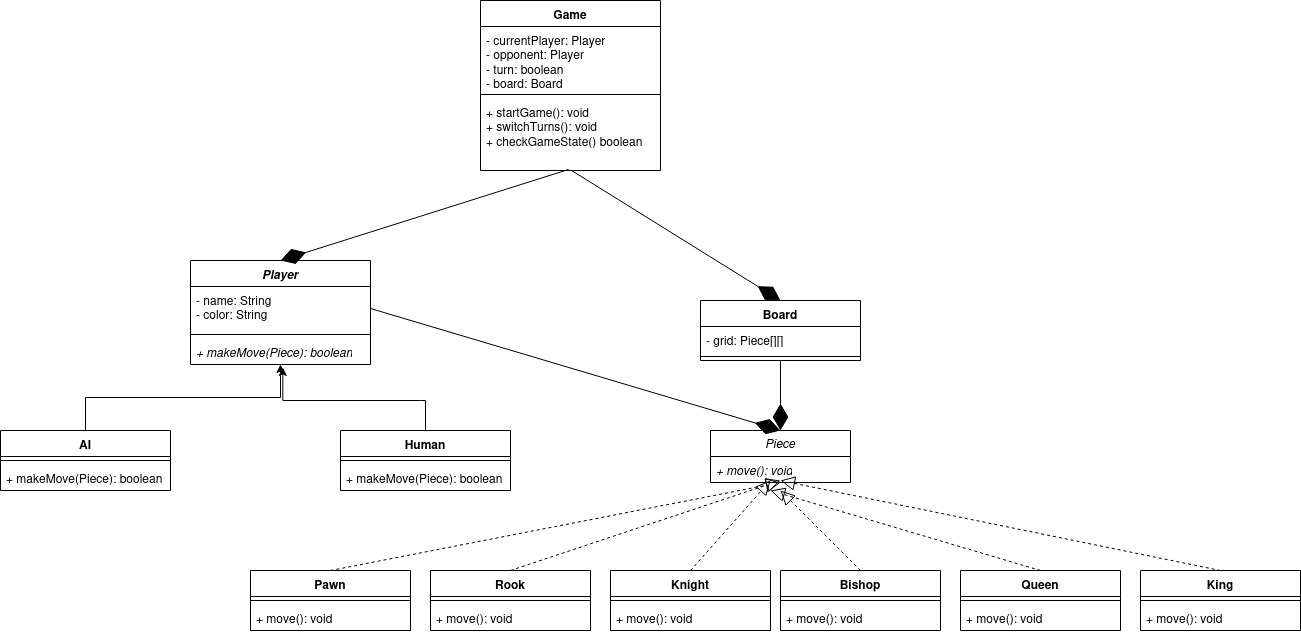 Game
- currentPlayer: Player
- opponent: Player
- turn: boolean
- board: Board
+ startGame(): void
+ switchTurns(): void
+ checkGameState() boolean
Player
- name: String
- color: String
+ makeMove(Piece): boolean
Board
- grid: Piece[][]
AI
+ makeMove(Piece): boolean
Human
+ makeMove(Piece): boolean
Piece
+ move(): void
Pawn
+ move(): void
Rook
+ move(): void
Knight
+ move(): void
Bishop
+ move(): void
Queen
+ move(): void
King
+ move(): void